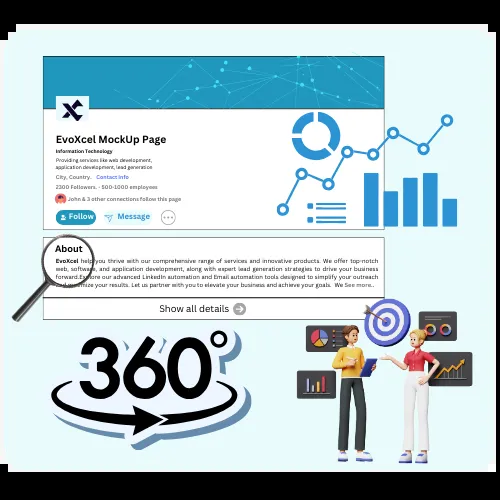 EvoXcel MockUp Page
Information Technology
Providing services like web development,
application development, lead generation
City, Country. Contact Info
2300 Followers. · 500-1000 employees
John & 3 other connections follow this page
Follow Message
About
EvoXcel help you thrive with our comprehensive range of services and innovative products. We offer top-notch
web, software, and application development, along with expert lead generation strategies to drive your business
forward.Explore our advanced LinkedIn automation and Email automation tools designed to simplify your outreach
and optimize your results. Let us partner with you to elevate your business and achieve your goals. We See more..
Show all details
360°